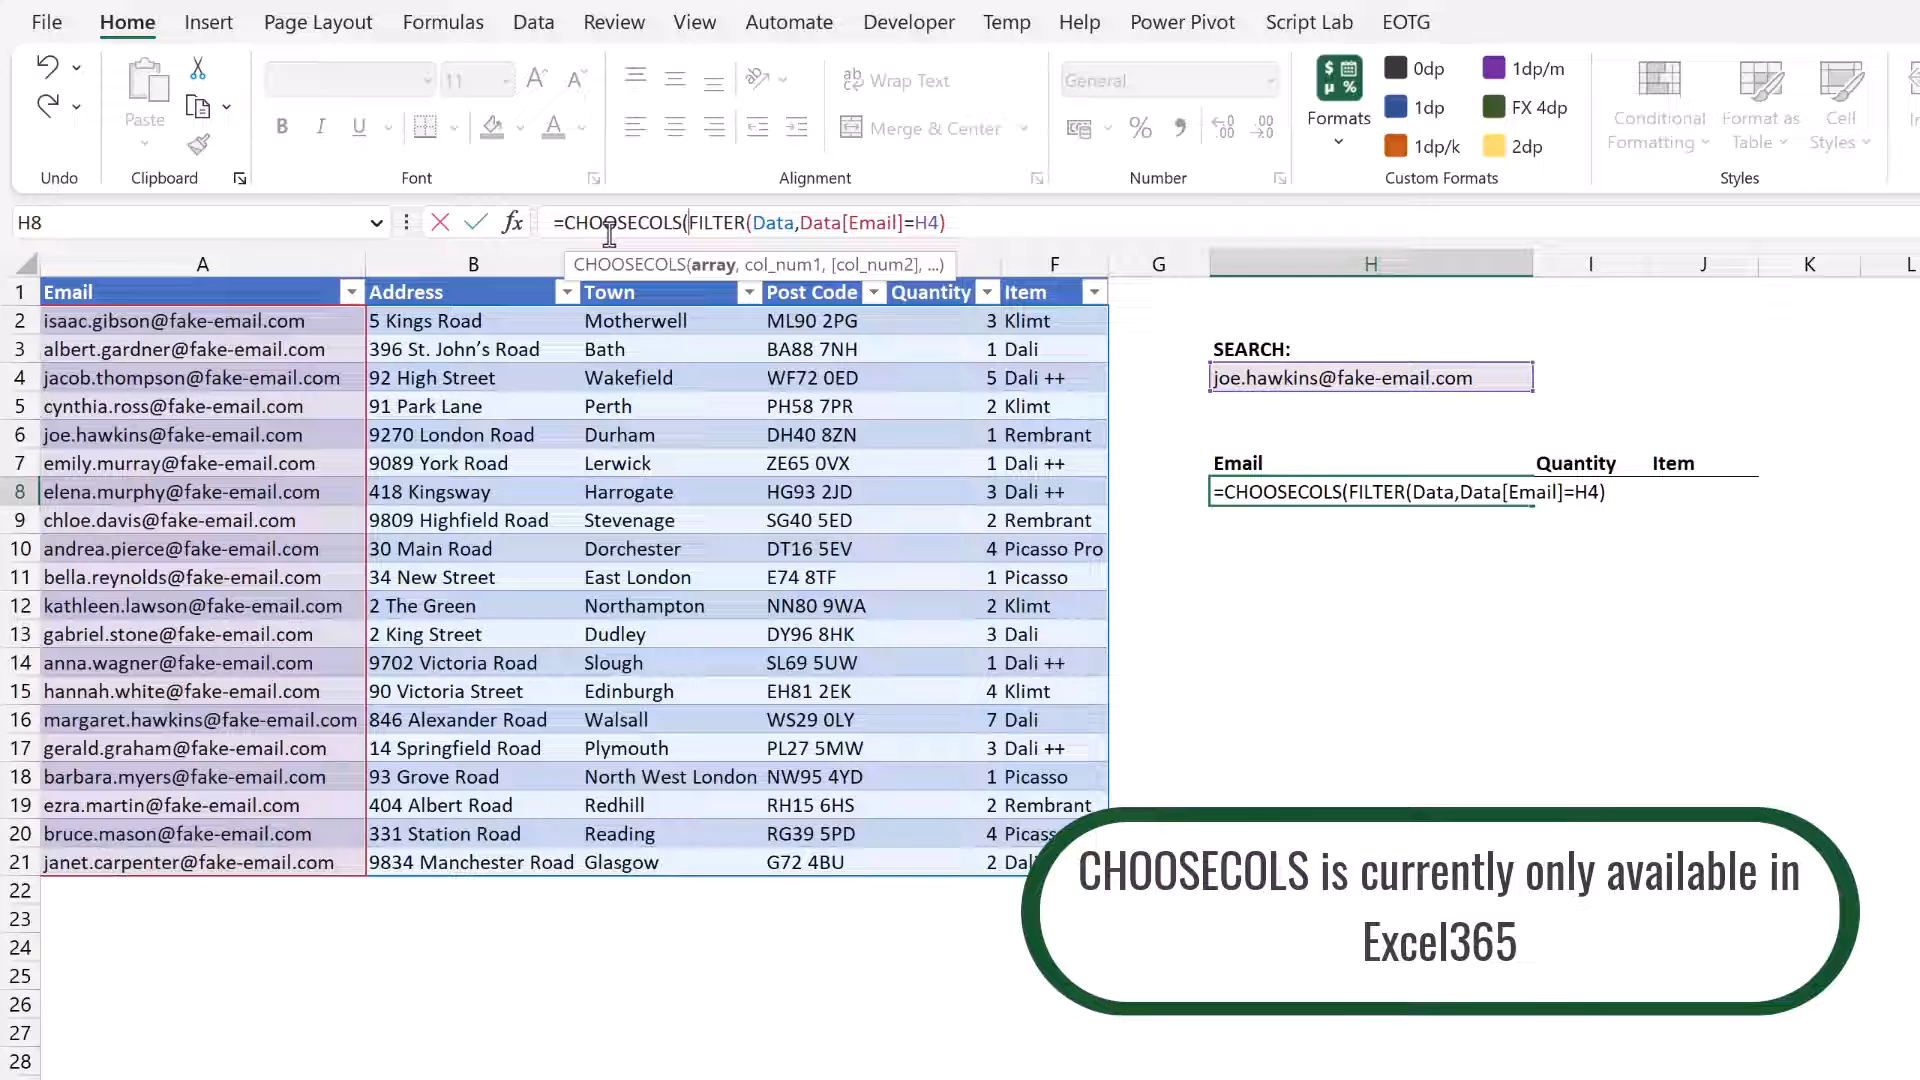 File Home Insert Page Layout Formulas Data Review View Automate Developer Temp Help Power Pivot Script Lab EOTG
Paste
11
Wrap Text
Merge & Center
General
Formats
0dp 1dp/m
1dp FX 4dp
1dp/k 2dp
Conditional Formatting
Format as Table
Cell Styles
Undo Clipboard Font Alignment Number Custom Formats Styles
H8 fx =CHOOSECOLS(FILTER(Data,Data[Email]=H4)
CHOOSECOLS(array, col_num1, [col_num2], ...)
A B F G H I J K L
1 Email Address Town Post Code Quantity Item
2 isaac.gibson@fake-email.com 5 Kings Road Motherwell ML90 2PG 3 Klimt
3 albert.gardner@fake-email.com 396 St. John’s Road Bath BA88 7NH 1 Dali SEARCH:
4 jacob.thompson@fake-email.com 92 High Street Wakefield WF72 0ED 5 Dali ++ joe.hawkins@fake-email.com
5 cynthia.ross@fake-email.com 91 Park Lane Perth PH58 7PR 2 Klimt
6 joe.hawkins@fake-email.com 9270 London Road Durham DH40 8ZN 1 Rembrant
7 emily.murray@fake-email.com 9089 York Road Lerwick ZE65 0VX 1 Dali ++ Email Quantity Item
8 elena.murphy@fake-email.com 418 Kingsway Harrogate HG93 2JD 3 Dali ++ =CHOOSECOLS(FILTER(Data,Data[Email]=H4)
9 chloe.davis@fake-email.com 9809 Highfield Road Stevenage SG40 5ED 2 Rembrant
10 andrea.pierce@fake-email.com 30 Main Road Dorchester DT16 5EV 4 Picasso Pro
11 bella.reynolds@fake-email.com 34 New Street East London E74 8TF 1 Picasso
12 kathleen.lawson@fake-email.com 2 The Green Northampton NN80 9WA 2 Klimt
13 gabriel.stone@fake-email.com 2 King Street Dudley DY96 8HK 3 Dali
14 anna.wagner@fake-email.com 9702 Victoria Road Slough SL69 5UW 1 Dali ++
15 hannah.white@fake-email.com 90 Victoria Street Edinburgh EH81 2EK 4 Klimt
16 margaret.hawkins@fake-email.com 846 Alexander Road Walsall WS29 0LY 7 Dali
17 gerald.graham@fake-email.com 14 Springfield Road Plymouth PL27 5MW 3 Dali ++
18 barbara.myers@fake-email.com 93 Grove Road North West London NW95 4YD 1 Picasso
19 ezra.martin@fake-email.com 404 Albert Road Redhill RH15 6HS 2 Rembrant
20 bruce.mason@fake-email.com 331 Station Road Reading RG39 5PD 4
21 janet.carpenter@fake-email.com 9834 Manchester Road Glasgow G72 4BU 2
22
23
24
25
26
27
28
CHOOSECOLS is currently only available in
Excel365